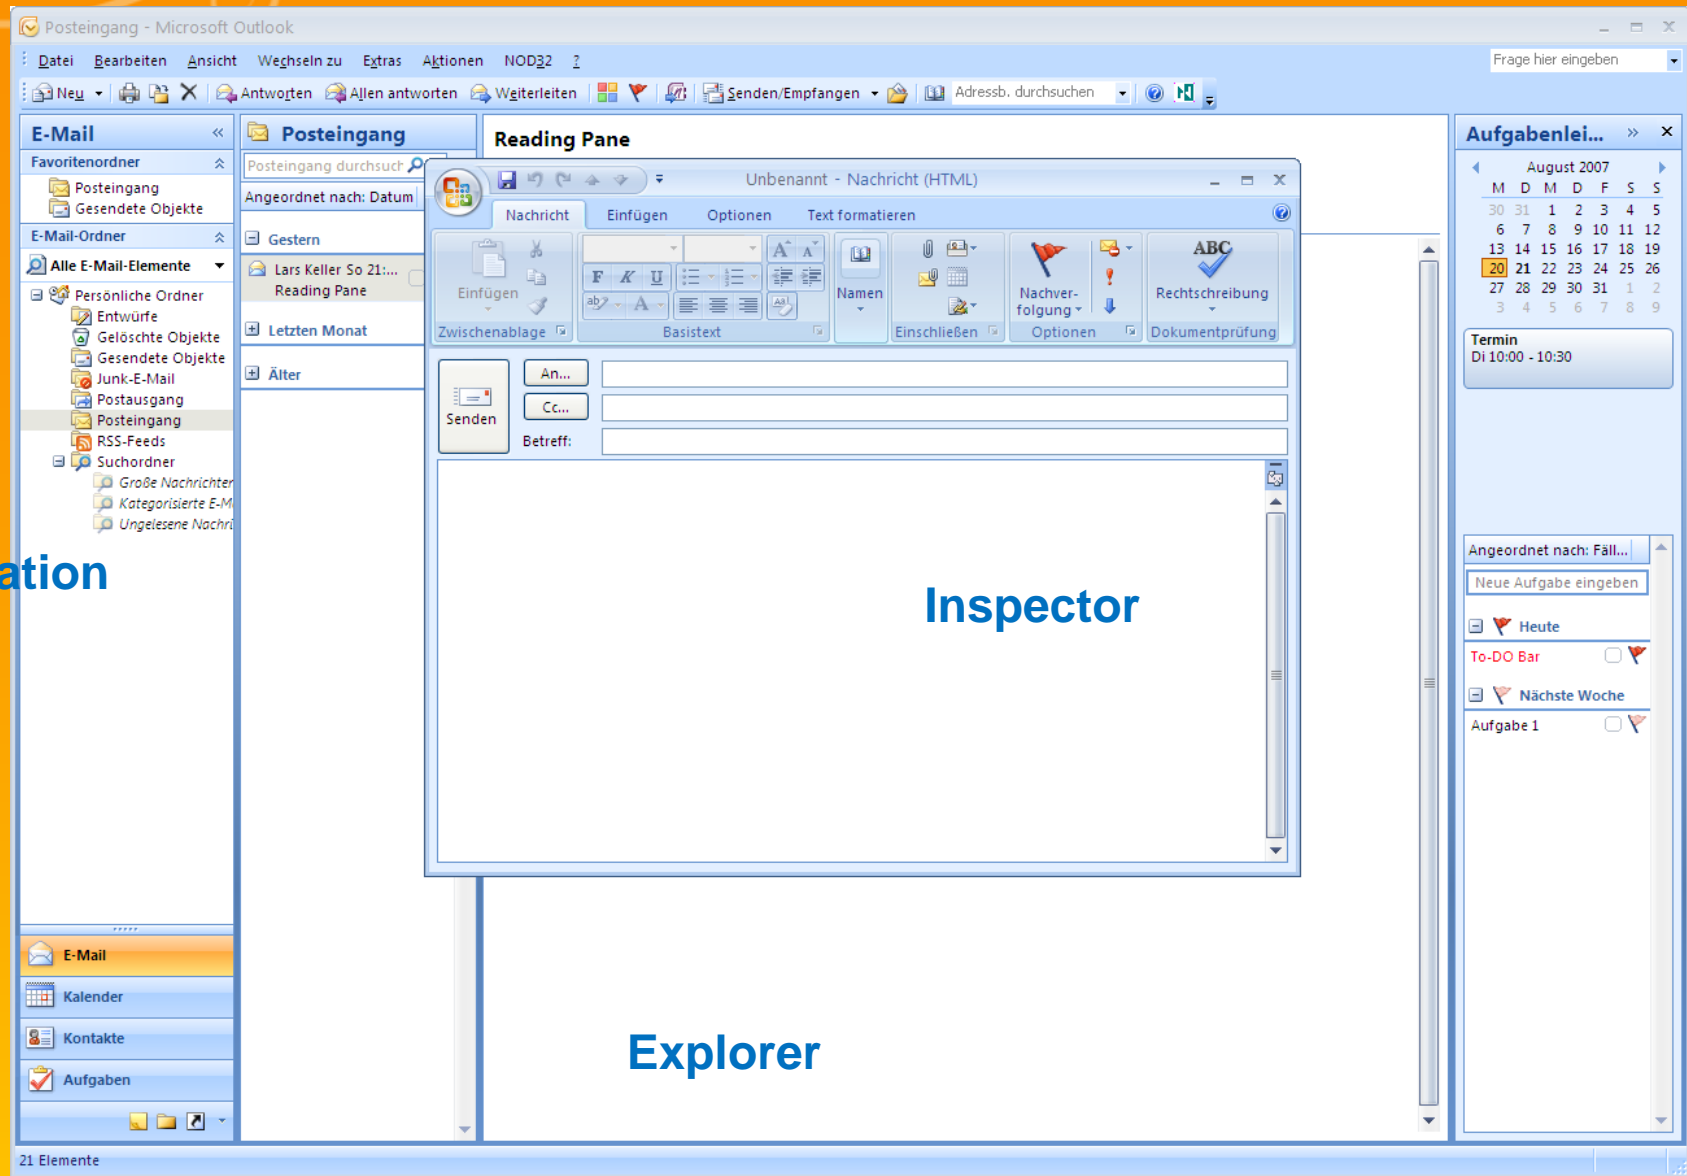 Posteingang - Microsoft Outlook
Datei Bearbeiten Ansicht Wechseln zu Extras Aktionen NOD32 ?
Frage hier eingeben
Neu Antworten Allen antworten Weiterleiten Senden/Empfangen Adressb. durchsuchen
E-Mail
Favoritenordner
Posteingang
Gesendete Objekte
E-Mail-Ordner
Alle E-Mail-Elemente
Persönliche Ordner
Entwürfe
Gelöschte Objekte
Gesendete Objekte
Junk-E-Mail
Postausgang
Posteingang
RSS-Feeds
Suchordner
Große Nachrichten
Kategorisierte E-M
Ungelesene Nachri
ation
E-Mail
Kalender
Kontakte
Aufgaben
21 Elemente
Posteingang
Posteingang durchsuch
Angeordnet nach: Datum
Gestern
Lars Keller So 21:...
Reading Pane
Letzten Monat
Älter
Reading Pane
Unbenannt - Nachricht (HTML)
Nachricht Einfügen Optionen Text formatieren
Einfügen
Zwischenablage
F K U
A A
ab A Ab
Basistext
Namen
Einschließen
Nachver-
folgung
Optionen
ABC
Rechtschreibung
Dokumentprüfung
Senden
An...
Cc...
Betreff:
Inspector
Explorer
Aufgabenlei...
August 2007
M D M D F S S
30 31 1 2 3 4 5
6 7 8 9 10 11 12
13 14 15 16 17 18 19
20 21 22 23 24 25 26
27 28 29 30 31 1 2
3 4 5 6 7 8 9
Termin
Di 10:00 - 10:30
Angeordnet nach: Fäll...
Neue Aufgabe eingeben
Heute
To-DO Bar
Nächste Woche
Aufgabe 1